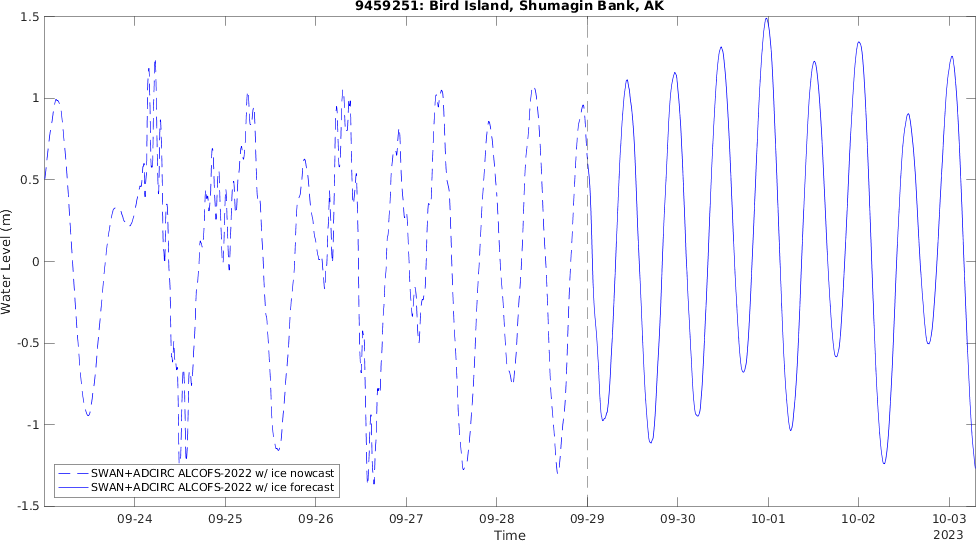 9459251: Bird Island, Shumagin Bank, AK
1.5
1
0.5
0
-0.5
-1
-1.5
Water Level (m)
SWAN+ADCIRC ALCOFS-2022 w/ ice nowcast
SWAN+ADCIRC ALCOFS-2022 w/ ice forecast
09-24 09-25 09-26 09-27 09-28 09-29 09-30 10-01 10-02 10-03
2023
Time